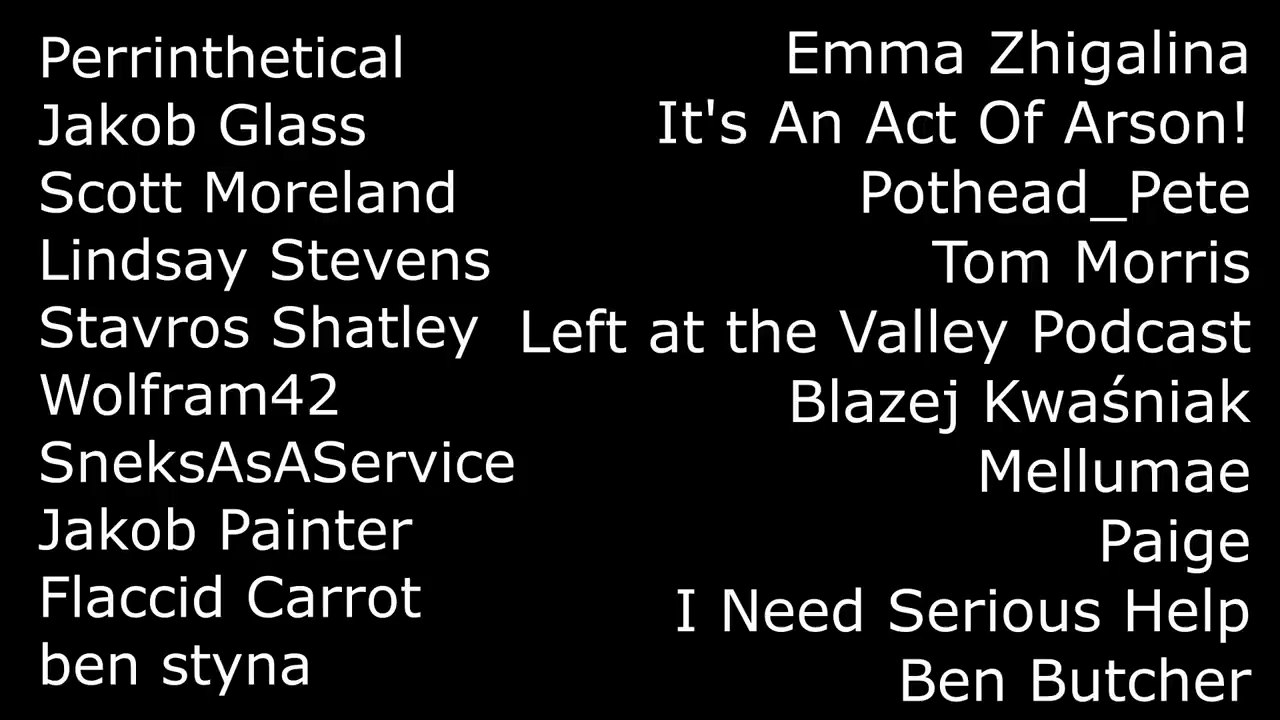 Perrinthetical
Jakob Glass
Scott Moreland
Lindsay Stevens
Stavros Shatley
Wolfram42
SneksAsAService
Jakob Painter
Flaccid Carrot
ben styna
Emma Zhigalina
It's An Act Of Arson!
Pothead_Pete
Tom Morris
Left at the Valley Podcast
Blazej Kwaśniak
Mellumae
Paige
I Need Serious Help
Ben Butcher